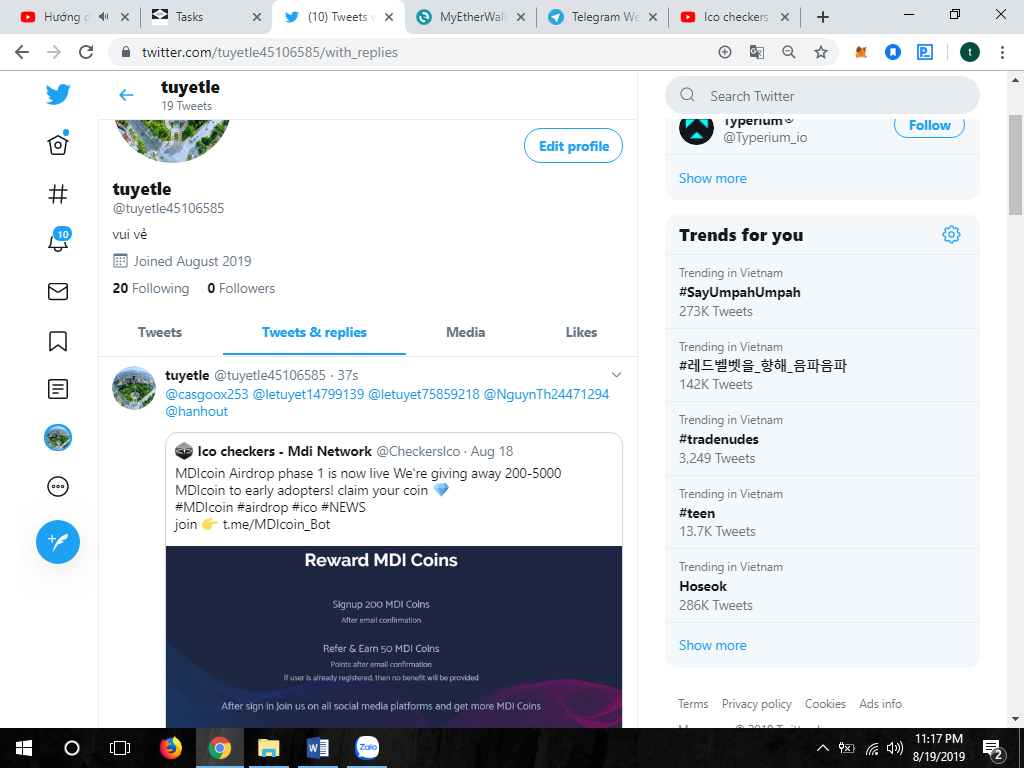 Hướng d
Tasks
(10) Tweets v
MyEtherWall
Telegram We
Ico checkers
twitter.com/tuyetle45106585/with_replies
t
tuyetle
19 Tweets
Search Twitter
Edit profile
tuyetle
@tuyetle45106585
vui vẻ
Joined August 2019
20 Following 0 Followers
Tweets
Tweets & replies
Media
Likes
10
tuyetle @tuyetle45106585 · 37s
@casgoox253 @letuyet14799139 @letuyet75859218 @NguynTh24471294
@hanhout
Ico checkers - Mdi Network @CheckersIco · Aug 18
MDIcoin Airdrop phase 1 is now live We're giving away 200-5000
MDIcoin to early adopters! claim your coin 💎
#MDIcoin #airdrop #ico #NEWS
join 👉 t.me/MDIcoin_Bot
Reward MDI Coins
Signup 200 MDI Coins
After email confirmation
Refer & Earn 50 MDI Coins
Points after email confirmation
If user is already registered, then no benefit will be provided
After sign in Join us on all social media platforms and get more MDI Coins
Typerium®
@Typerium_io
Follow
Show more
Trends for you
Trending in Vietnam
#SayUmpahUmpah
273K Tweets
Trending in Vietnam
#레드벨벳을_향해_음파음파
142K Tweets
Trending in Vietnam
#tradenudes
3,249 Tweets
Trending in Vietnam
#teen
13.7K Tweets
Trending in Vietnam
Hoseok
286K Tweets
Show more
Terms Privacy policy Cookies Ads info
Zalo
11:17 PM
8/19/2019
2